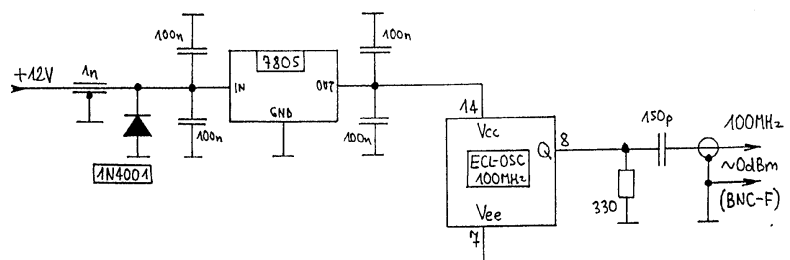 +12V
1n
100n
100n
1N4001
7805
IN
OUT
GND
100n
100n
14
Vcc
ECL-OSC
100MHz
Q
8
Vee
7
330
150p
100MHz
~0dBm
(BNC-F)